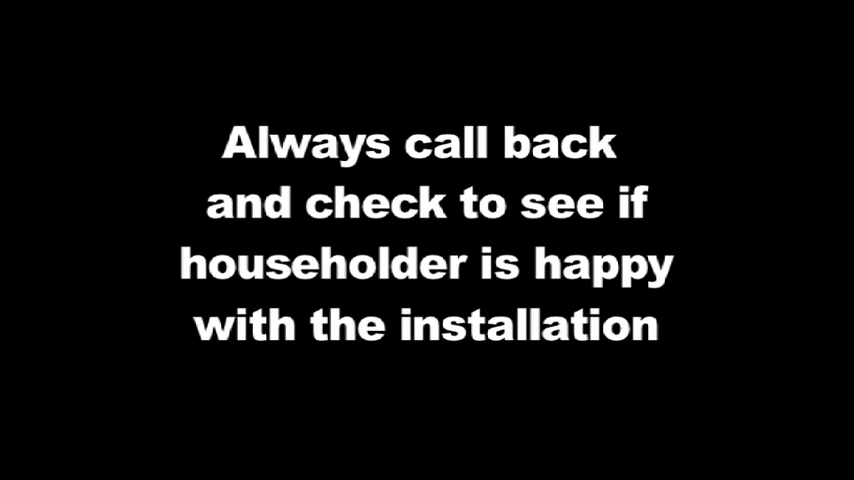 Always call back
and check to see if
householder is happy
with the installation